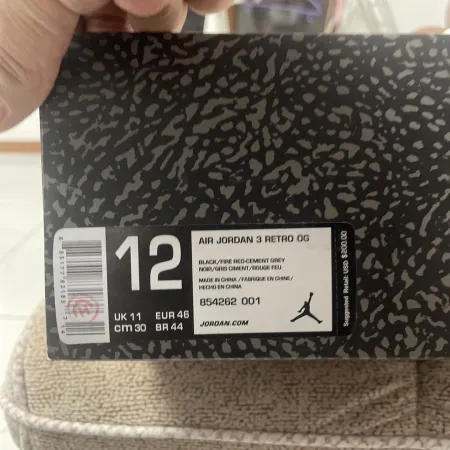 12
UK 11 EUR 46
cm 30 BR 44
AIR JORDAN 3 RETRO OG
BLACK/FIRE RED-CEMENT GREY
NOIR/GRIS CIMENT/ROUGE FEU
MADE IN CHINA / FABRIQUE EN CHINE/
HECHO EN CHINA
854262 001
JORDAN.COM
Suggested Retail: USD $200.00